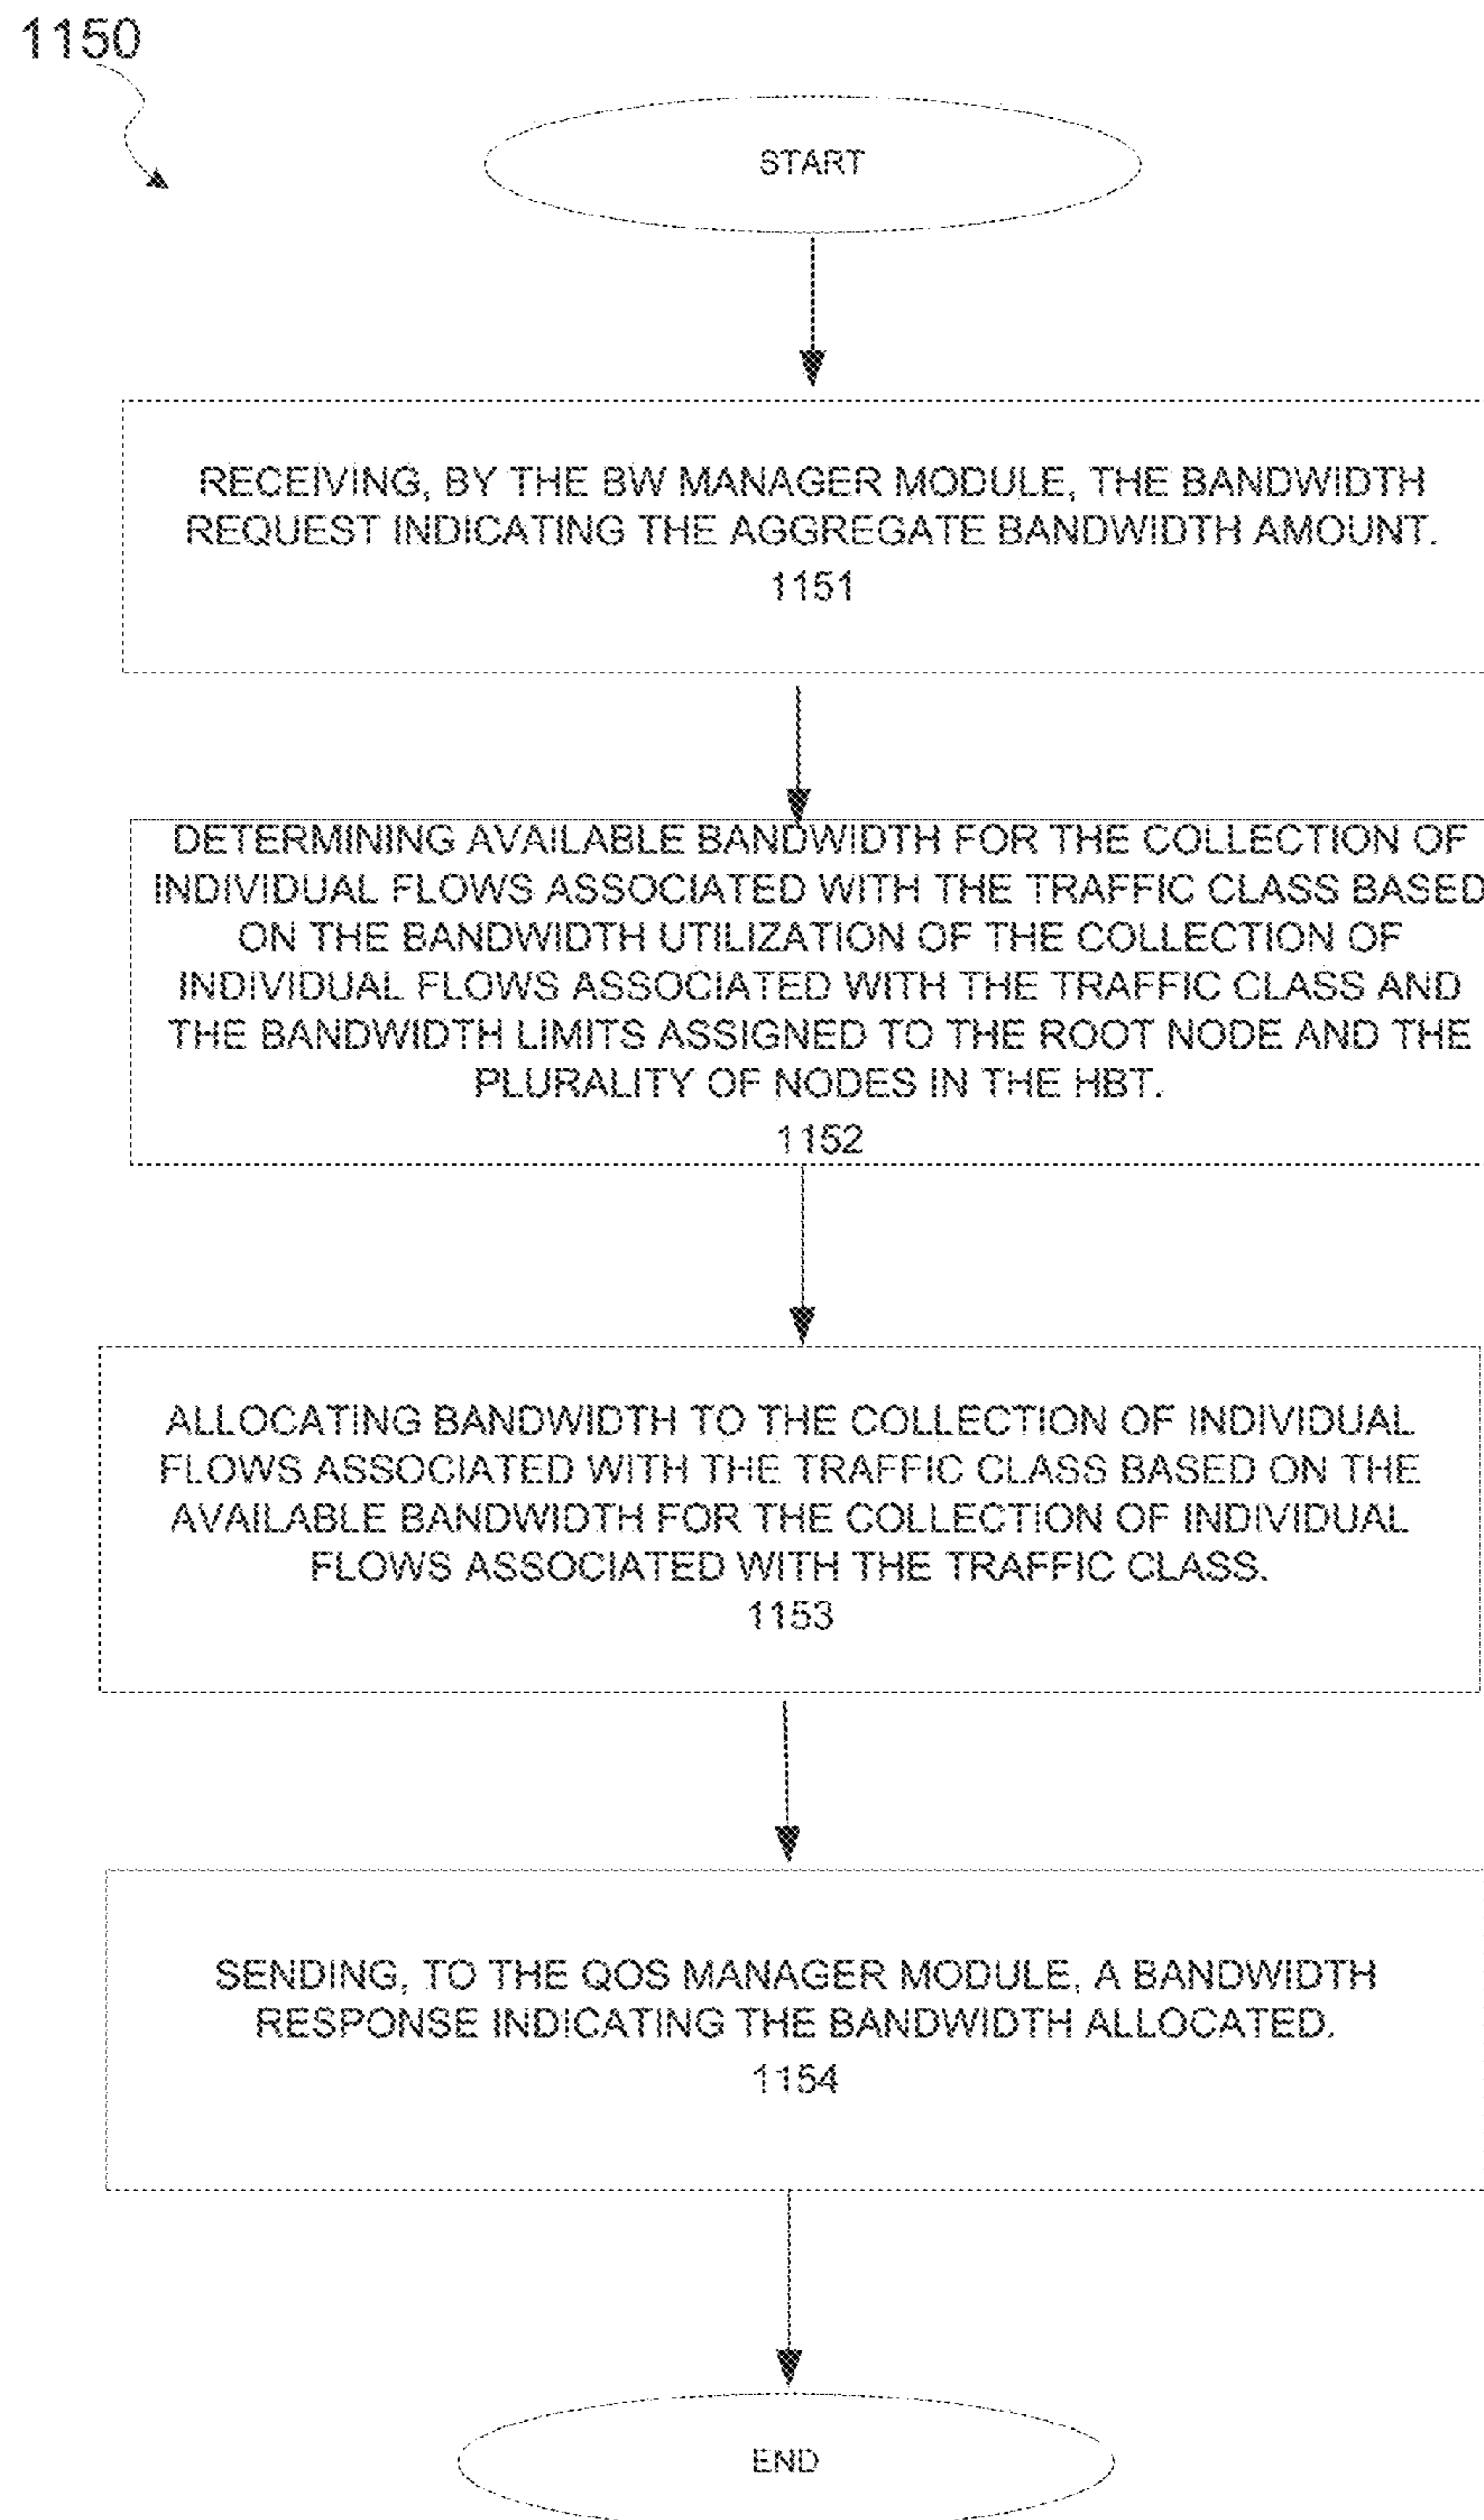 1150
START
RECEIVING, BY THE BW MANAGER MODULE, THE BANDWIDTH
REQUEST INDICATING THE AGGREGATE BANDWIDTH AMOUNT.
1151
DETERMINING AVAILABLE BANDWIDTH FOR THE COLLECTION OF
INDIVIDUAL FLOWS ASSOCIATED WITH THE TRAFFIC CLASS BASED
ON THE BANDWIDTH UTILIZATION OF THE COLLECTION OF
INDIVIDUAL FLOWS ASSOCIATED WITH THE TRAFFIC CLASS AND
THE BANDWIDTH LIMITS ASSIGNED TO THE ROOT NODE AND THE
PLURALITY OF NODES IN THE HBT.
1152
ALLOCATING BANDWIDTH TO THE COLLECTION OF INDIVIDUAL
FLOWS ASSOCIATED WITH THE TRAFFIC CLASS BASED ON THE
AVAILABLE BANDWIDTH FOR THE COLLECTION OF INDIVIDUAL
FLOWS ASSOCIATED WITH THE TRAFFIC CLASS.
1153
SENDING, TO THE QOS MANAGER MODULE, A BANDWIDTH
RESPONSE INDICATING THE BANDWIDTH ALLOCATED.
1154
END